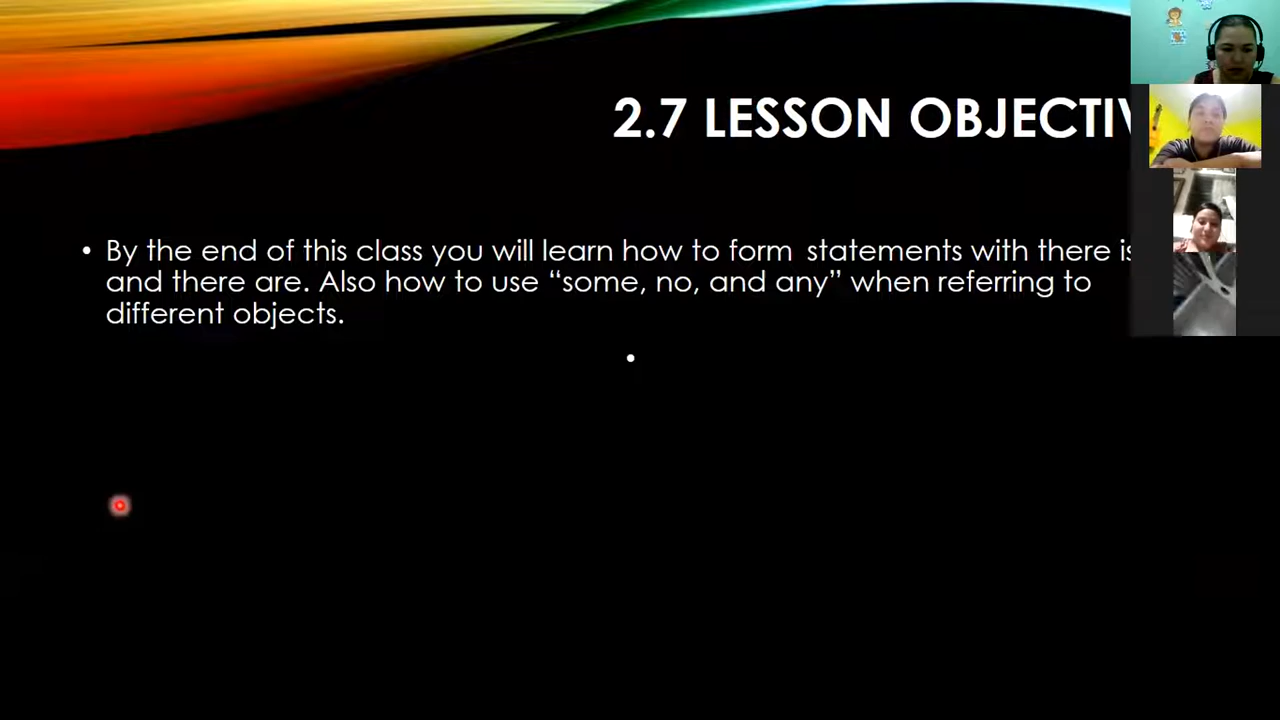 2.7 LESSON OBJECTIV
• By the end of this class you will learn how to form statements with there is
and there are. Also how to use “some, no, and any” when referring to
different objects.